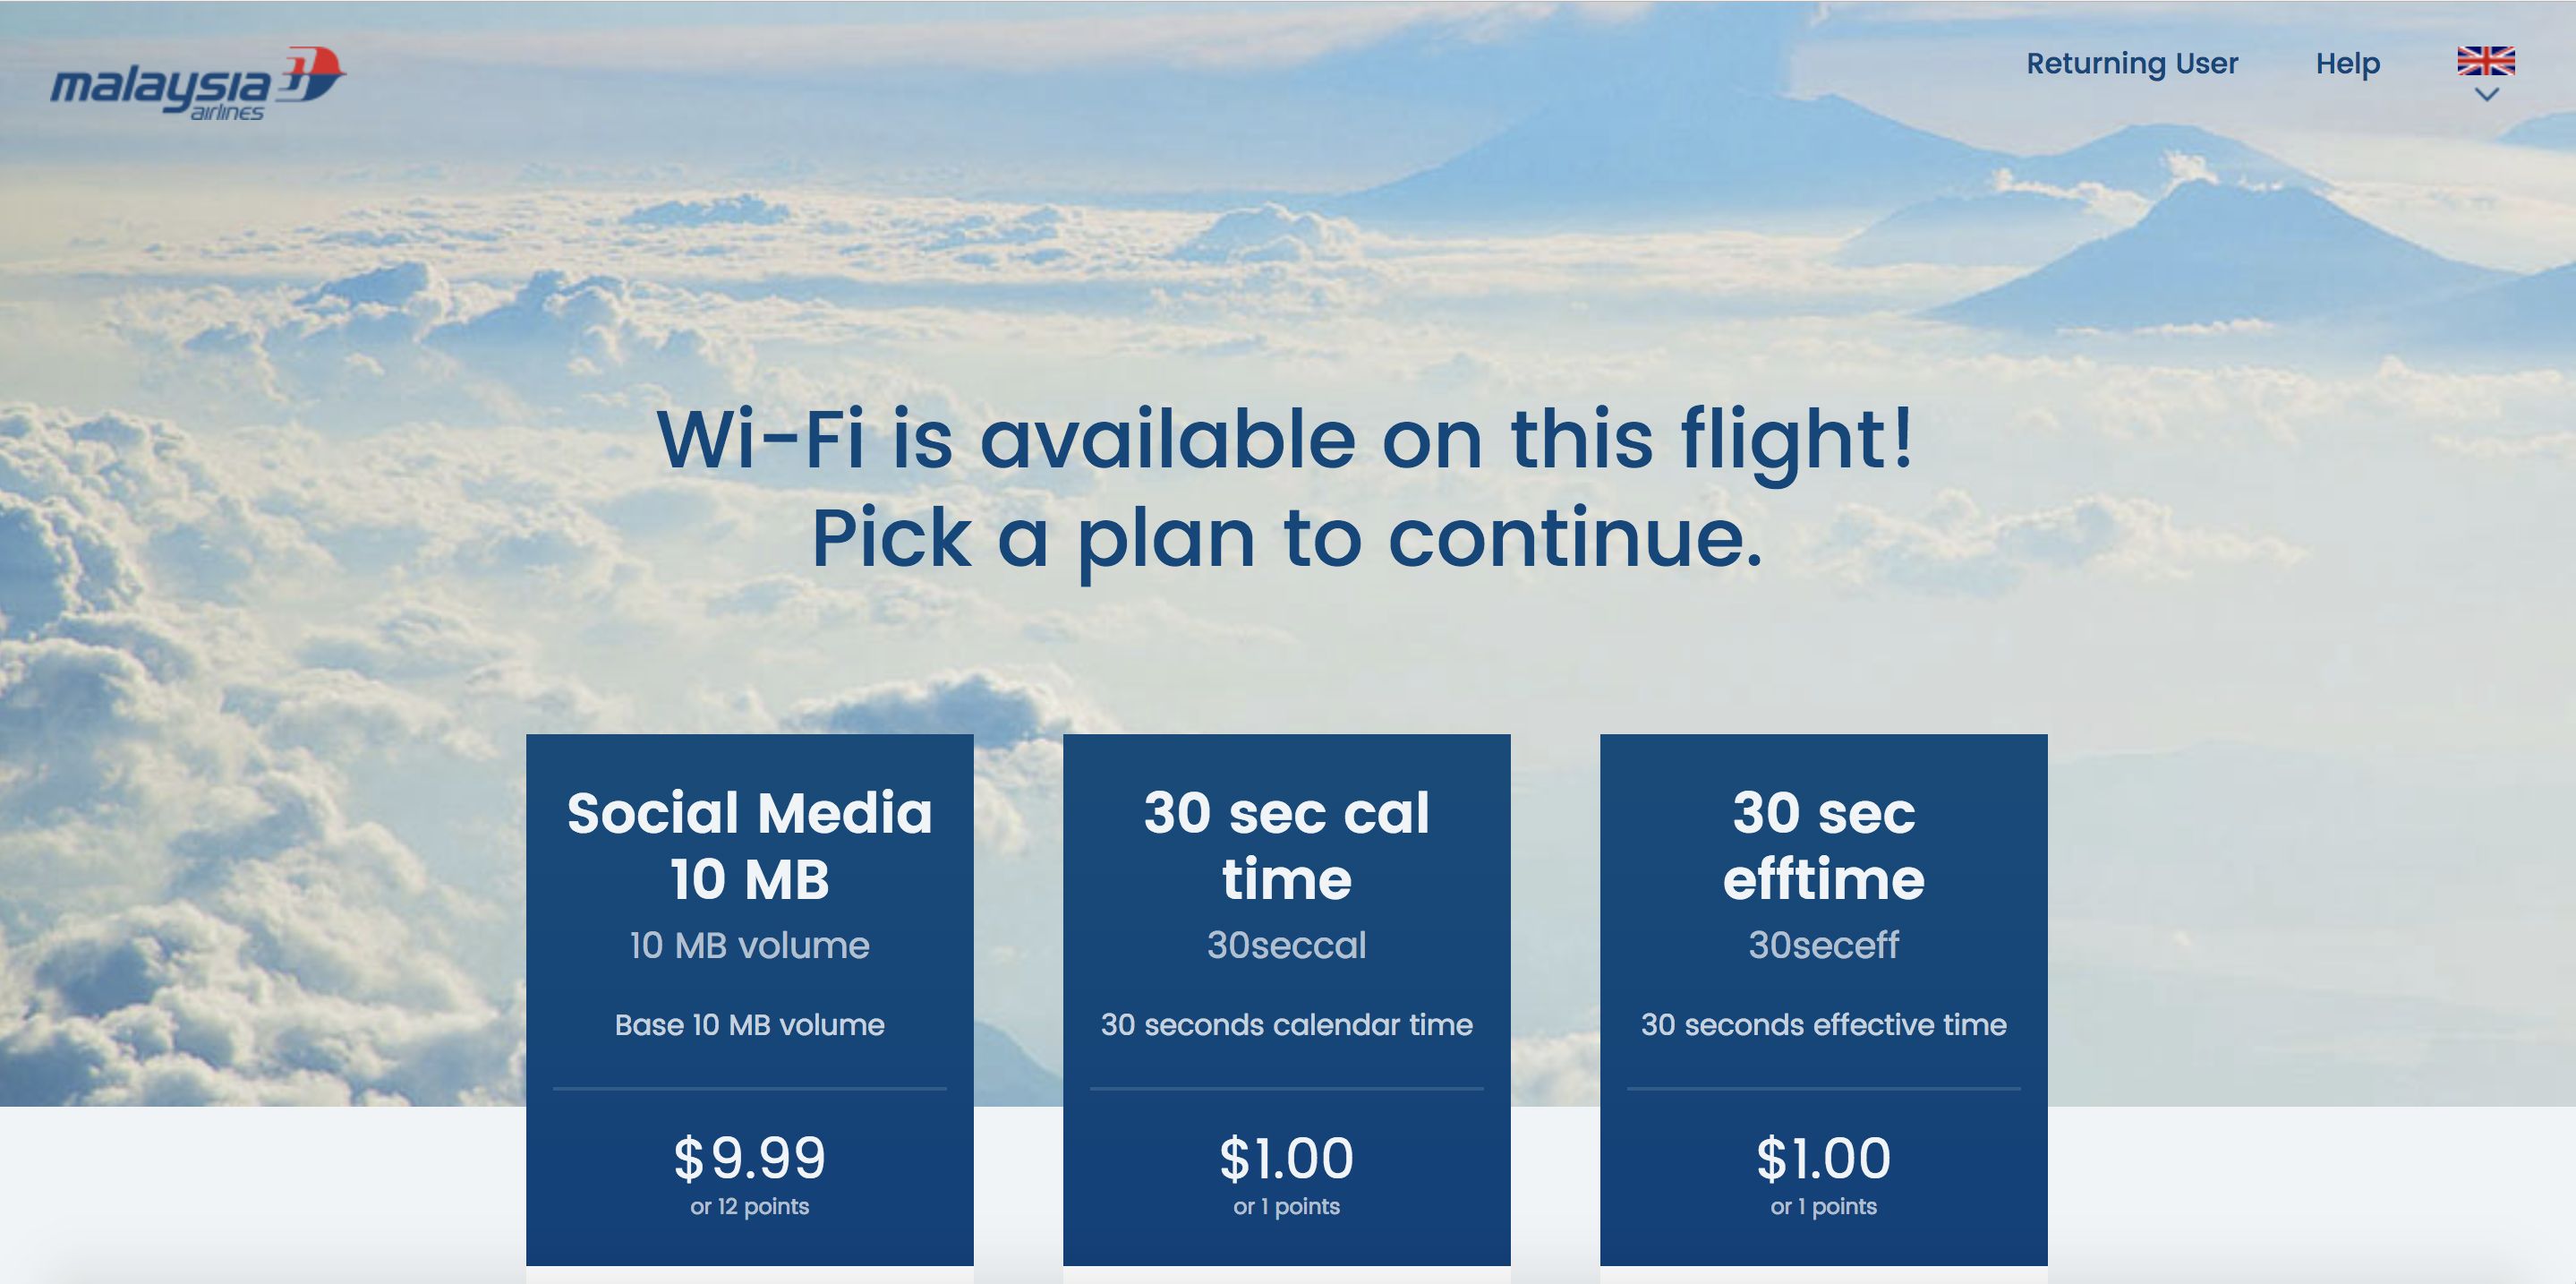 malaysia
airlines
Returning User
Help
Wi-Fi is available on this flight!
Pick a plan to continue.
Social Media
10 MB
10 MB volume
Base 10 MB volume
$9.99
or 12 points
30 sec cal
time
30seccal
30 seconds calendar time
$1.00
or 1 points
30 sec
efftime
30seceff
30 seconds effective time
$1.00
or 1 points